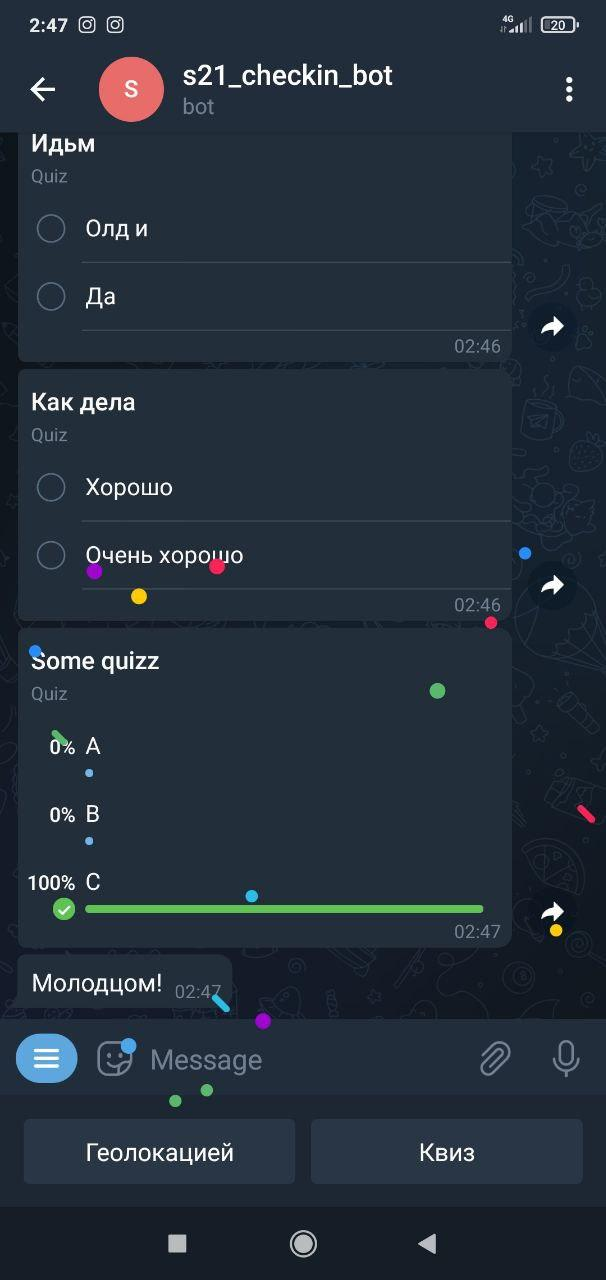 2:47 4G 20
S s21_checkin_bot
bot
Идьм
Quiz
Олд и
Да
02:46
Как дела
Quiz
Хорошо
Очень хорошо
02:46
Some quizz
Quiz
0% A
0% B
100% C
02:47
Молодцом! 02:47
Message
Геолокацией Квиз